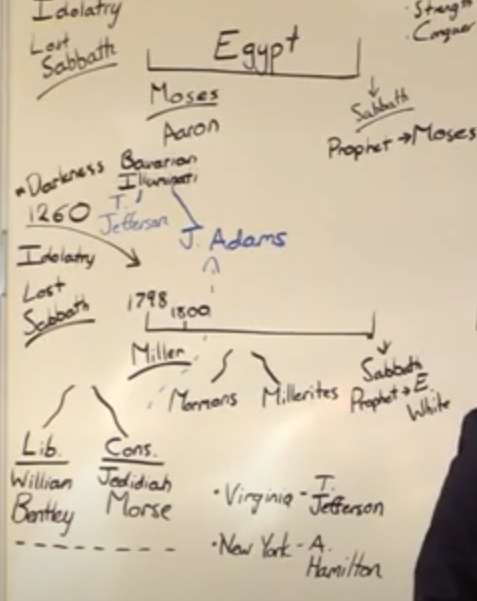 Idolatry
Lost
Sabbath
Egypt
· Strength
· Conquer
Moses
Aaron
Sabbath
Prophet → Moses
*Darkness
1260
Idolatry
Lost
Sabbath
Bavarian
Illuminati
T.
Jefferson
J. Adams
1798
1800
Miller
Mormons
Millerites
Sabbath
Prophet → E.
White
Lib.
Willian
Bentley
Cons.
Jedidiah
Morse
· Virginia - T.
Jefferson
· New York - A.
Hamilton